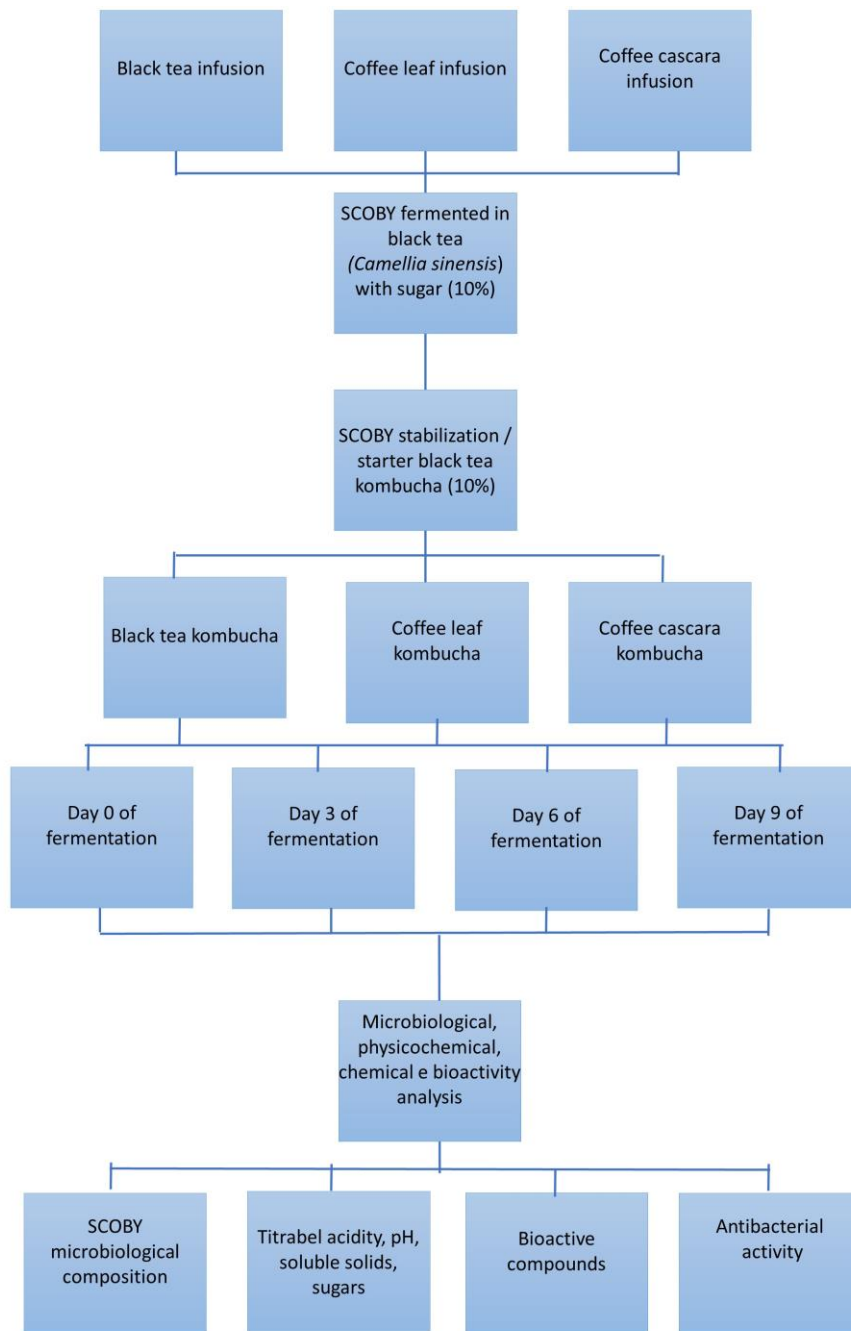 Black tea infusion
Coffee leaf infusion
Coffee cascara
infusion
SCOBY fermented in
black tea
(Camellia sinensis)
with sugar (10%)
SCOBY stabilization /
starter black tea
kombucha (10%)
Black tea kombucha
Coffee leaf
kombucha
Coffee cascara
kombucha
Day 0 of
fermentation
Day 3 of
fermentation
Day 6 of
fermentation
Day 9 of
fermentation
Microbiological,
physicochemical,
chemical e bioactivity
analysis
SCOBY
microbiological
composition
Titrabel acidity, pH,
soluble solids,
sugars
Bioactive
compounds
Antibacterial
activity